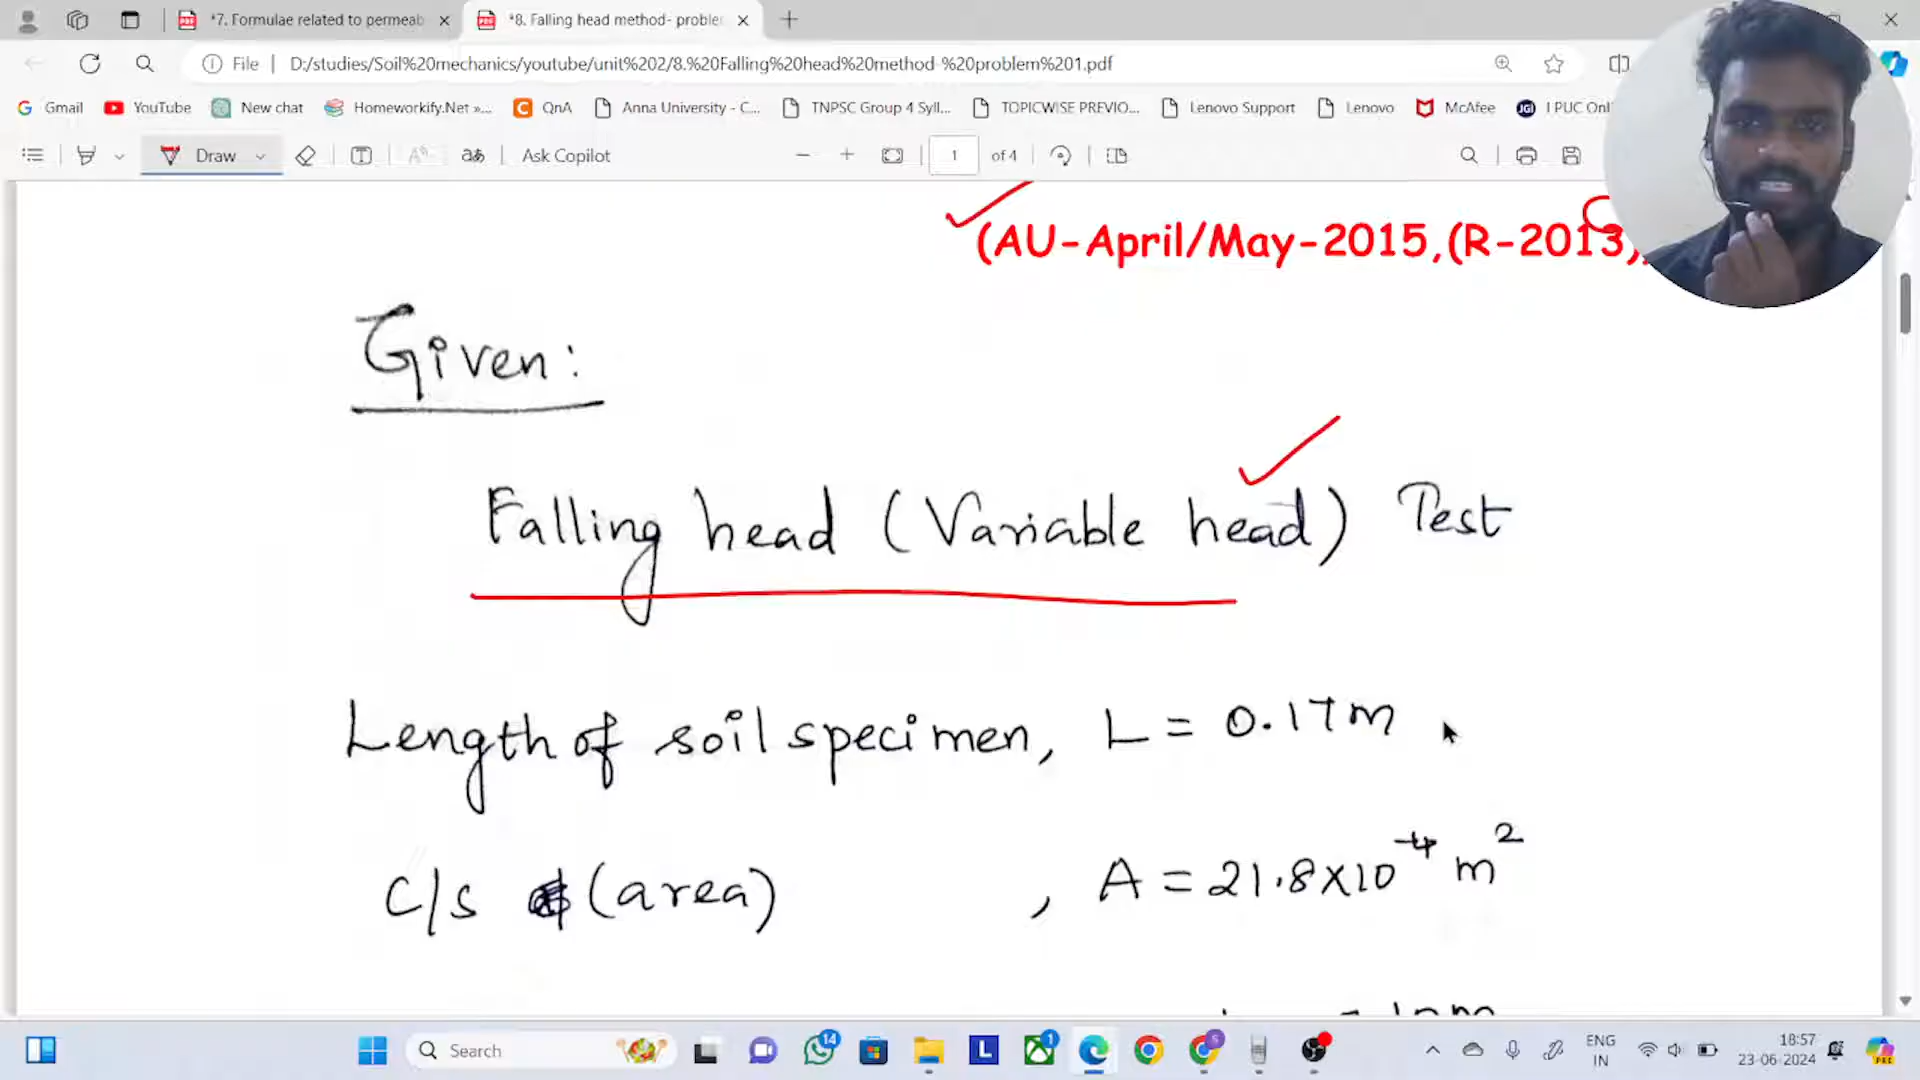 *7. Formulae related to permeab
*8. Falling head method- proble
File
D:/studies/Soil%20mechanics/youtube/unit%202/8.%20Falling%20head%20method-%20problem%201.pdf
Gmail
YouTube
New chat
Homeworkify.Net »...
QnA
Anna University - C...
TNPSC Group 4 Syll...
TOPICWISE PREVIO...
Lenovo Support
Lenovo
McAfee
I PUC Onl
Draw
Ask Copilot
1 of 4
(AU-April/May-2015,(R-2013)
Given:
Falling head (Variable head) Test
Length of soil specimen, L = 0.17m
C/s (area) , A = 21.8x10⁻⁴ m²
Search
14
1
ENG
IN
18:57
23-06-2024